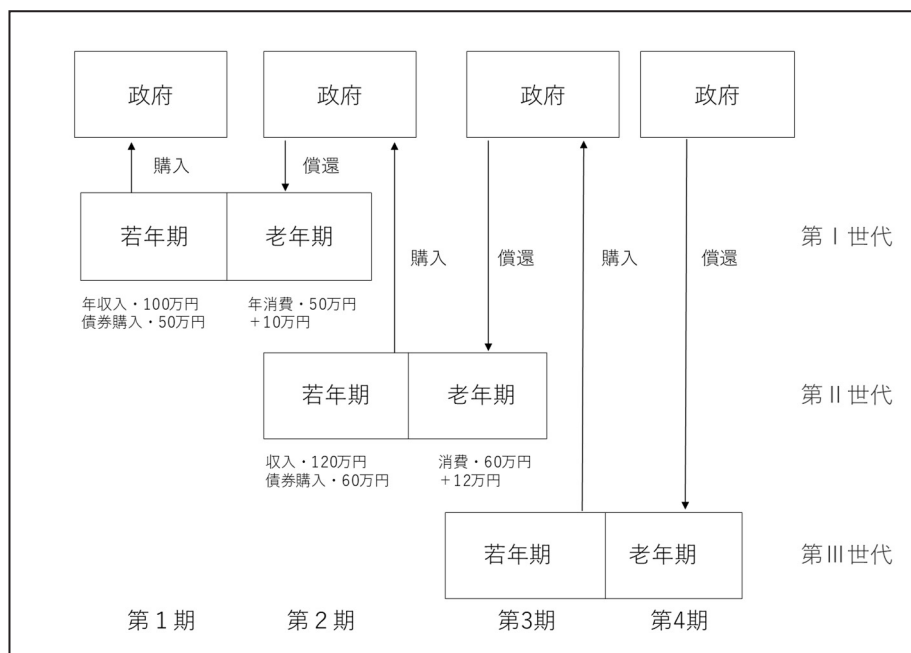 政府
政府
政府
政府
購入
償還
購入
償還
購入
償還
若年期
老年期
第Ⅰ世代
年収入・100万円
債券購入・50万円
年消費・50万円
+10万円
若年期
老年期
第Ⅱ世代
収入・120万円
債券購入・60万円
消費・60万円
+12万円
若年期
老年期
第Ⅲ世代
第1期
第2期
第3期
第4期